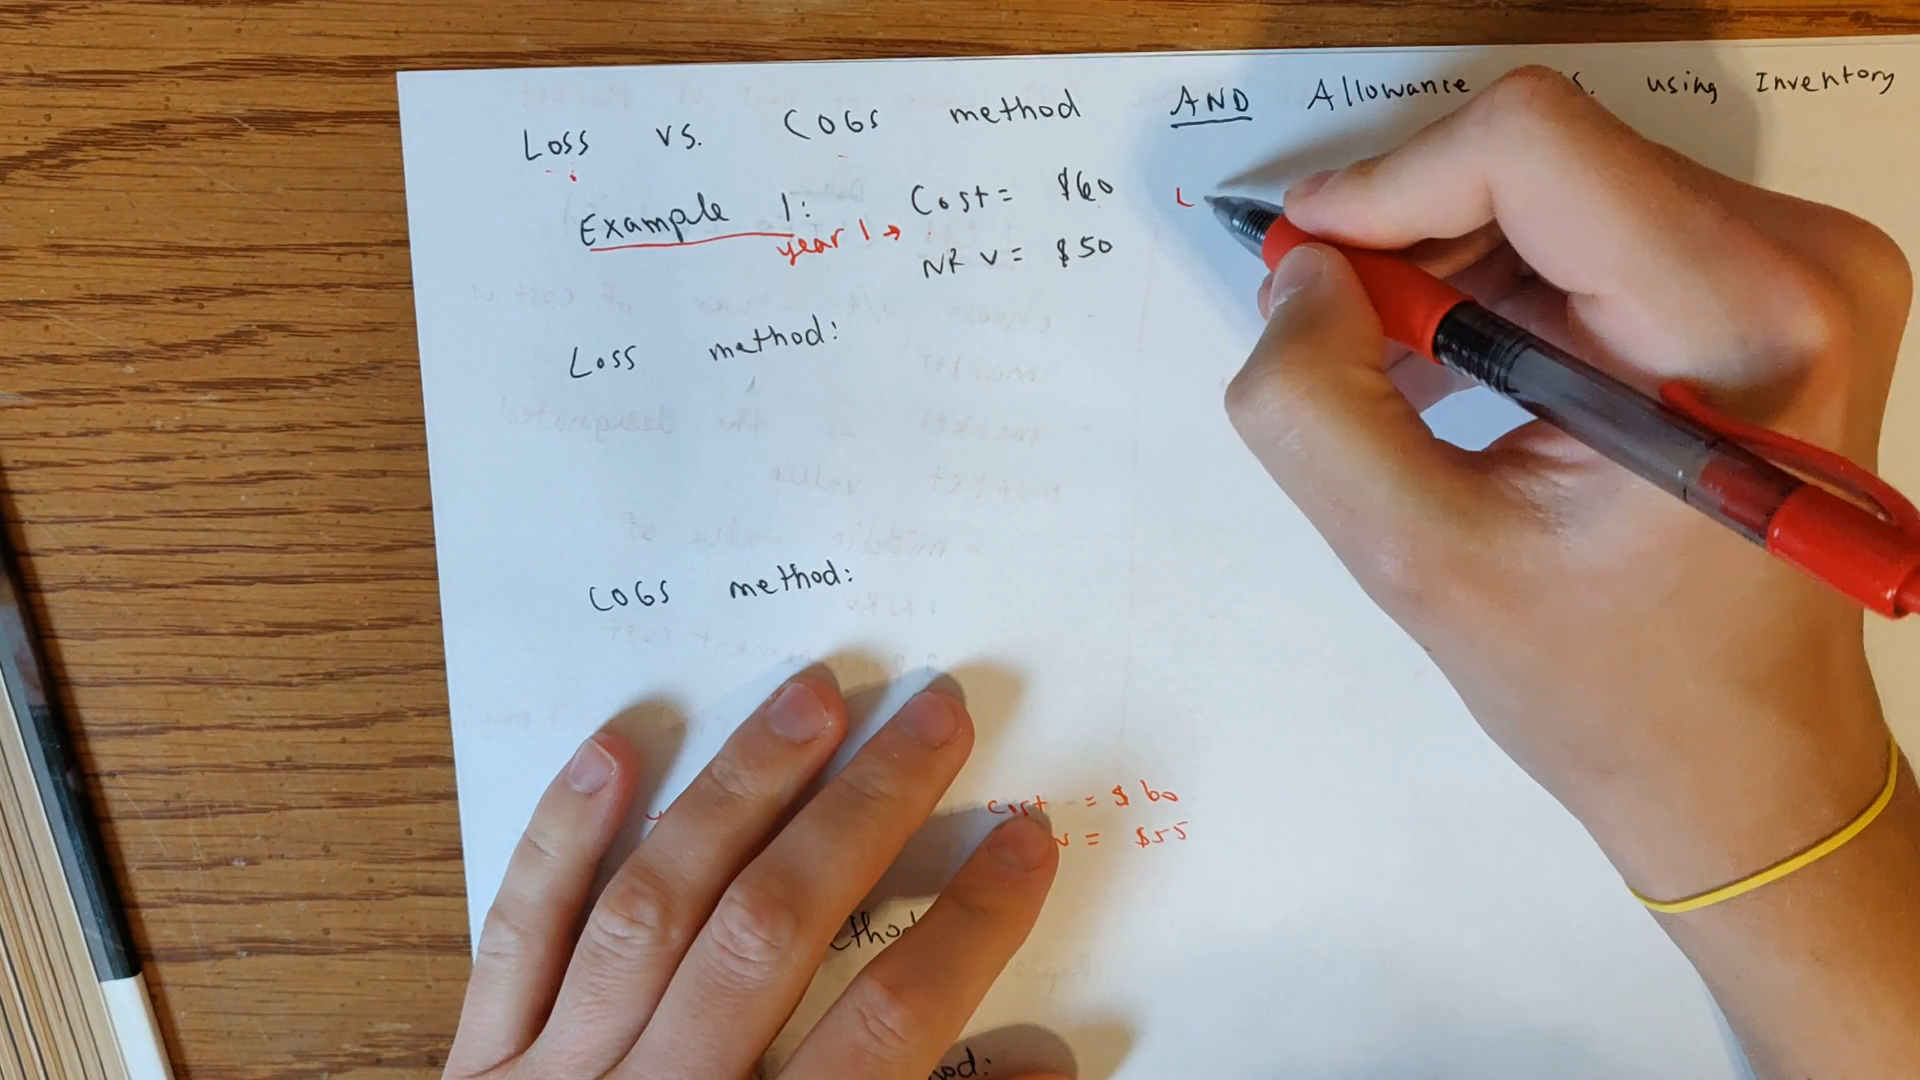 Loss vs. COGS method AND Allowance using Inventory
Example 1: Cost = $60
year 1 → NRV = $50
Loss method:
COGS method:
cost = $60
= $55